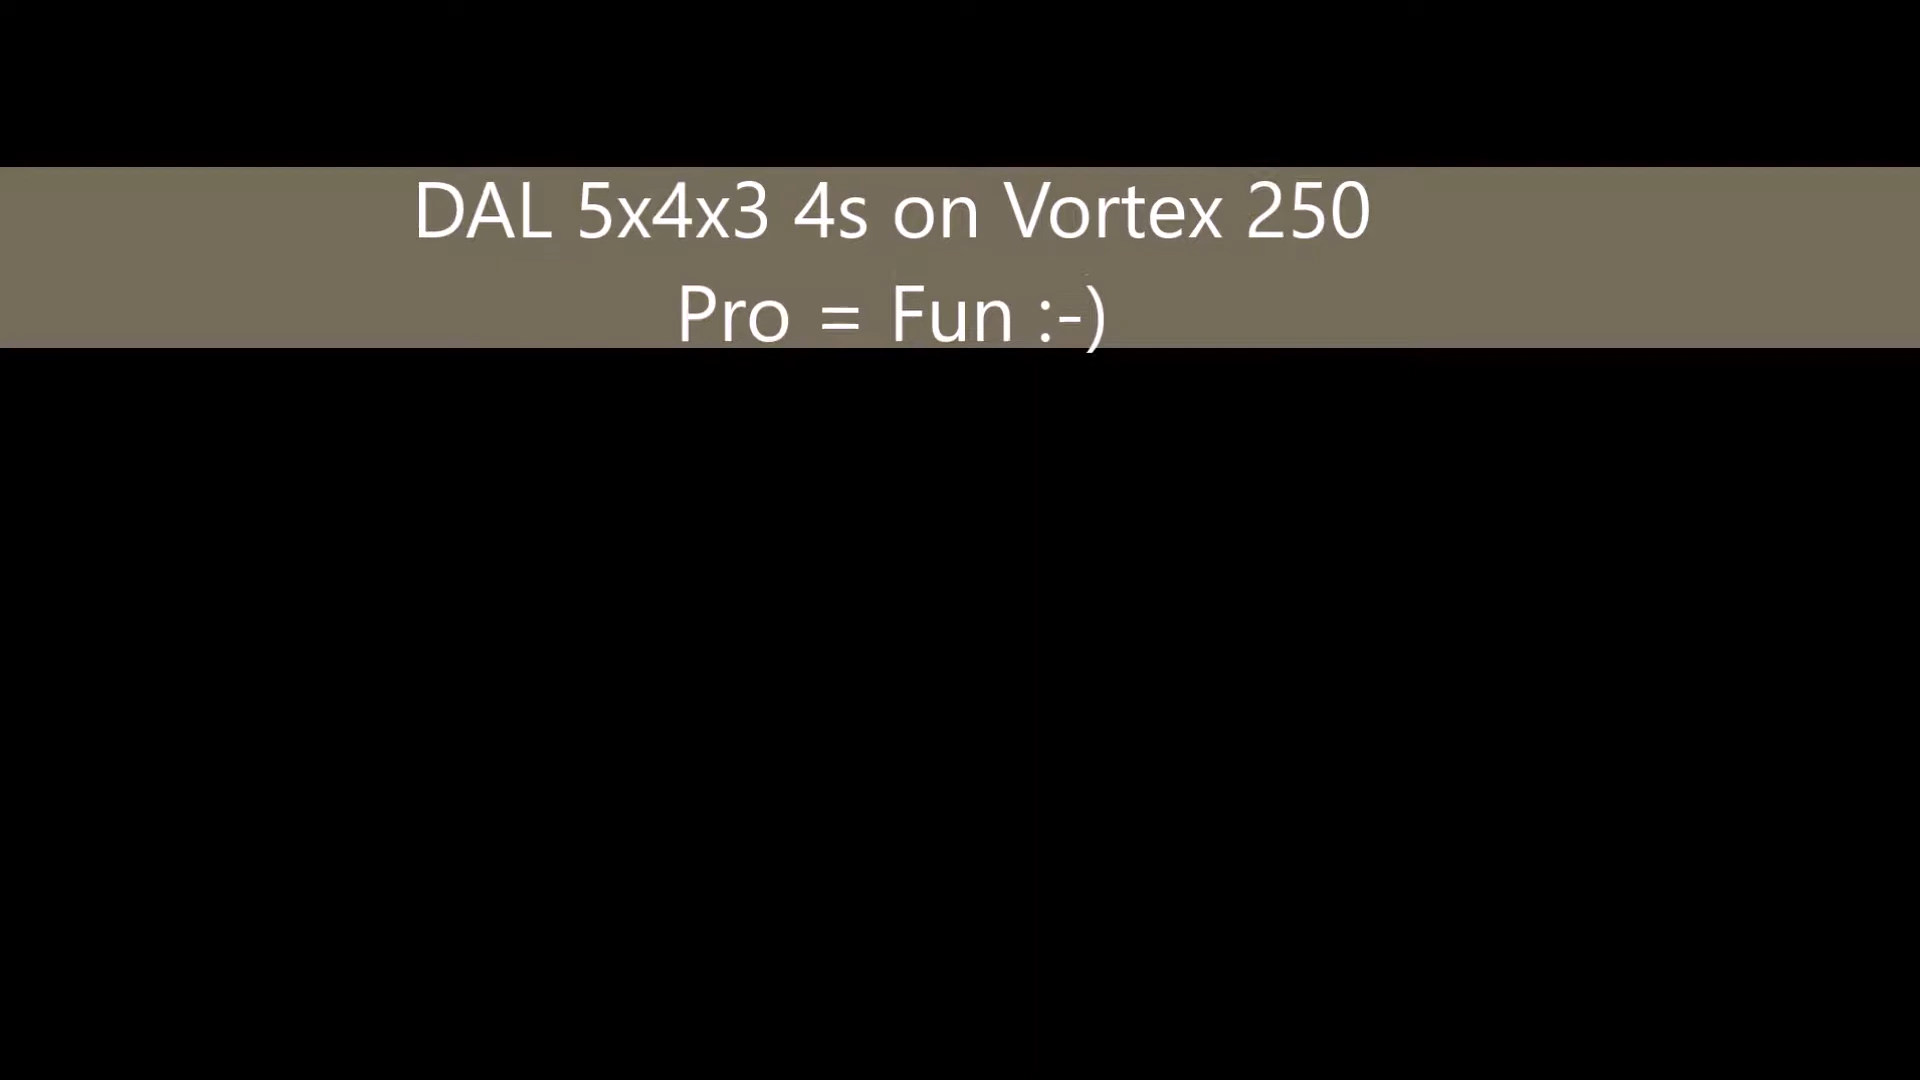 DAL 5x4x3 4s on Vortex 250
Pro = Fun :-)